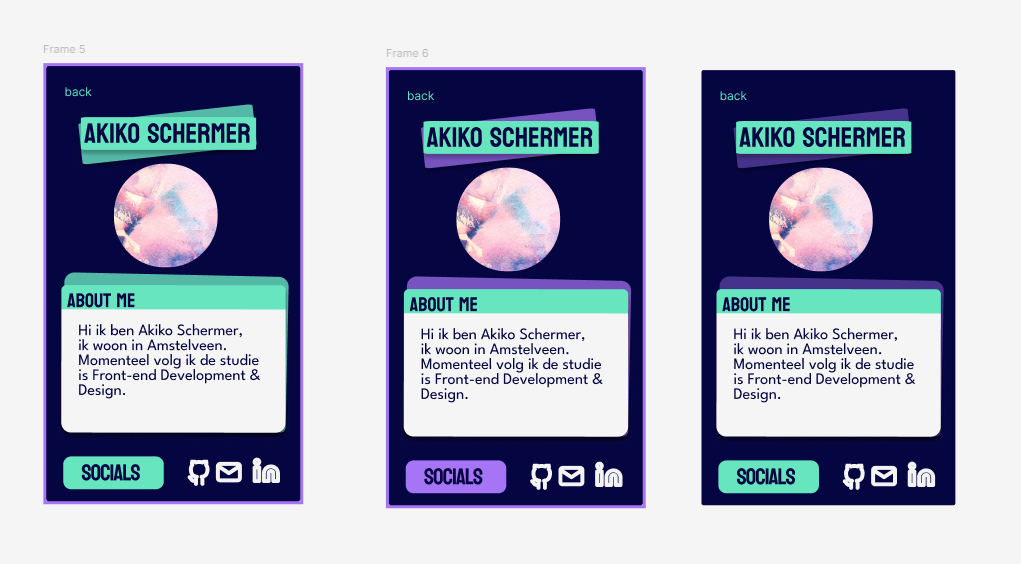 Frame 5
back
AKIKO SCHERMER
ABOUT ME
Hi ik ben Akiko Schermer,
ik woon in Amstelveen.
Momenteel volg ik de studie
is Front-end Development &
Design.
SOCIALS
in
Frame 6
back
AKIKO SCHERMER
ABOUT ME
Hi ik ben Akiko Schermer,
ik woon in Amstelveen.
Momenteel volg ik de studie
is Front-end Development &
Design.
SOCIALS
in
back
AKIKO SCHERMER
ABOUT ME
Hi ik ben Akiko Schermer,
ik woon in Amstelveen.
Momenteel volg ik de studie
is Front-end Development &
Design.
SOCIALS
in